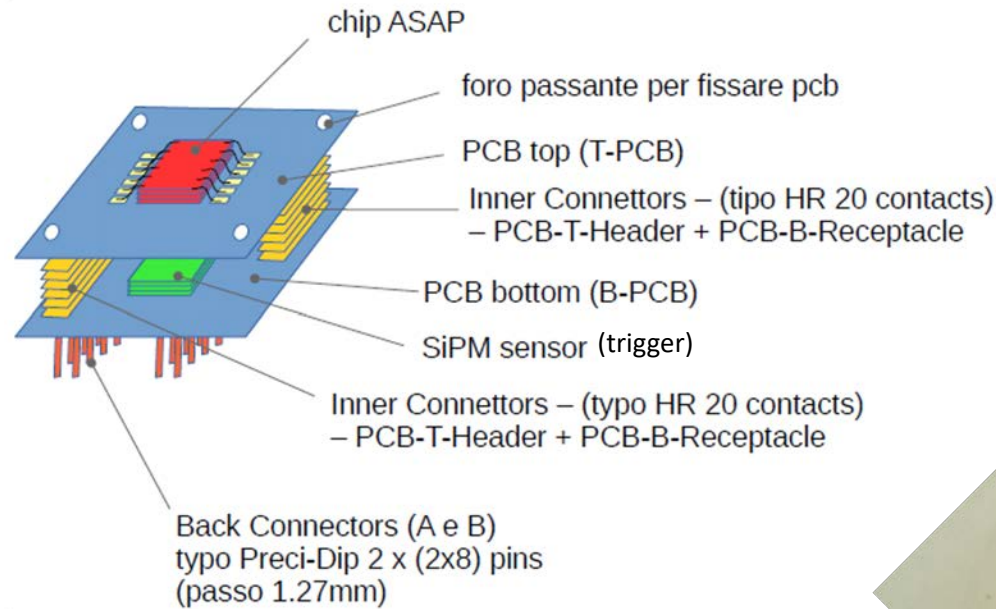 chip ASAP
foro passante per fissare pcb
PCB top (T-PCB)
Inner Connettors – (tipo HR 20 contacts)
– PCB-T-Header + PCB-B-Receptacle
PCB bottom (B-PCB)
SiPM sensor (trigger)
Inner Connettors – (typo HR 20 contacts)
– PCB-T-Header + PCB-B-Receptacle
Back Connectors (A e B)
typo Preci-Dip 2 x (2x8) pins
(passo 1.27mm)